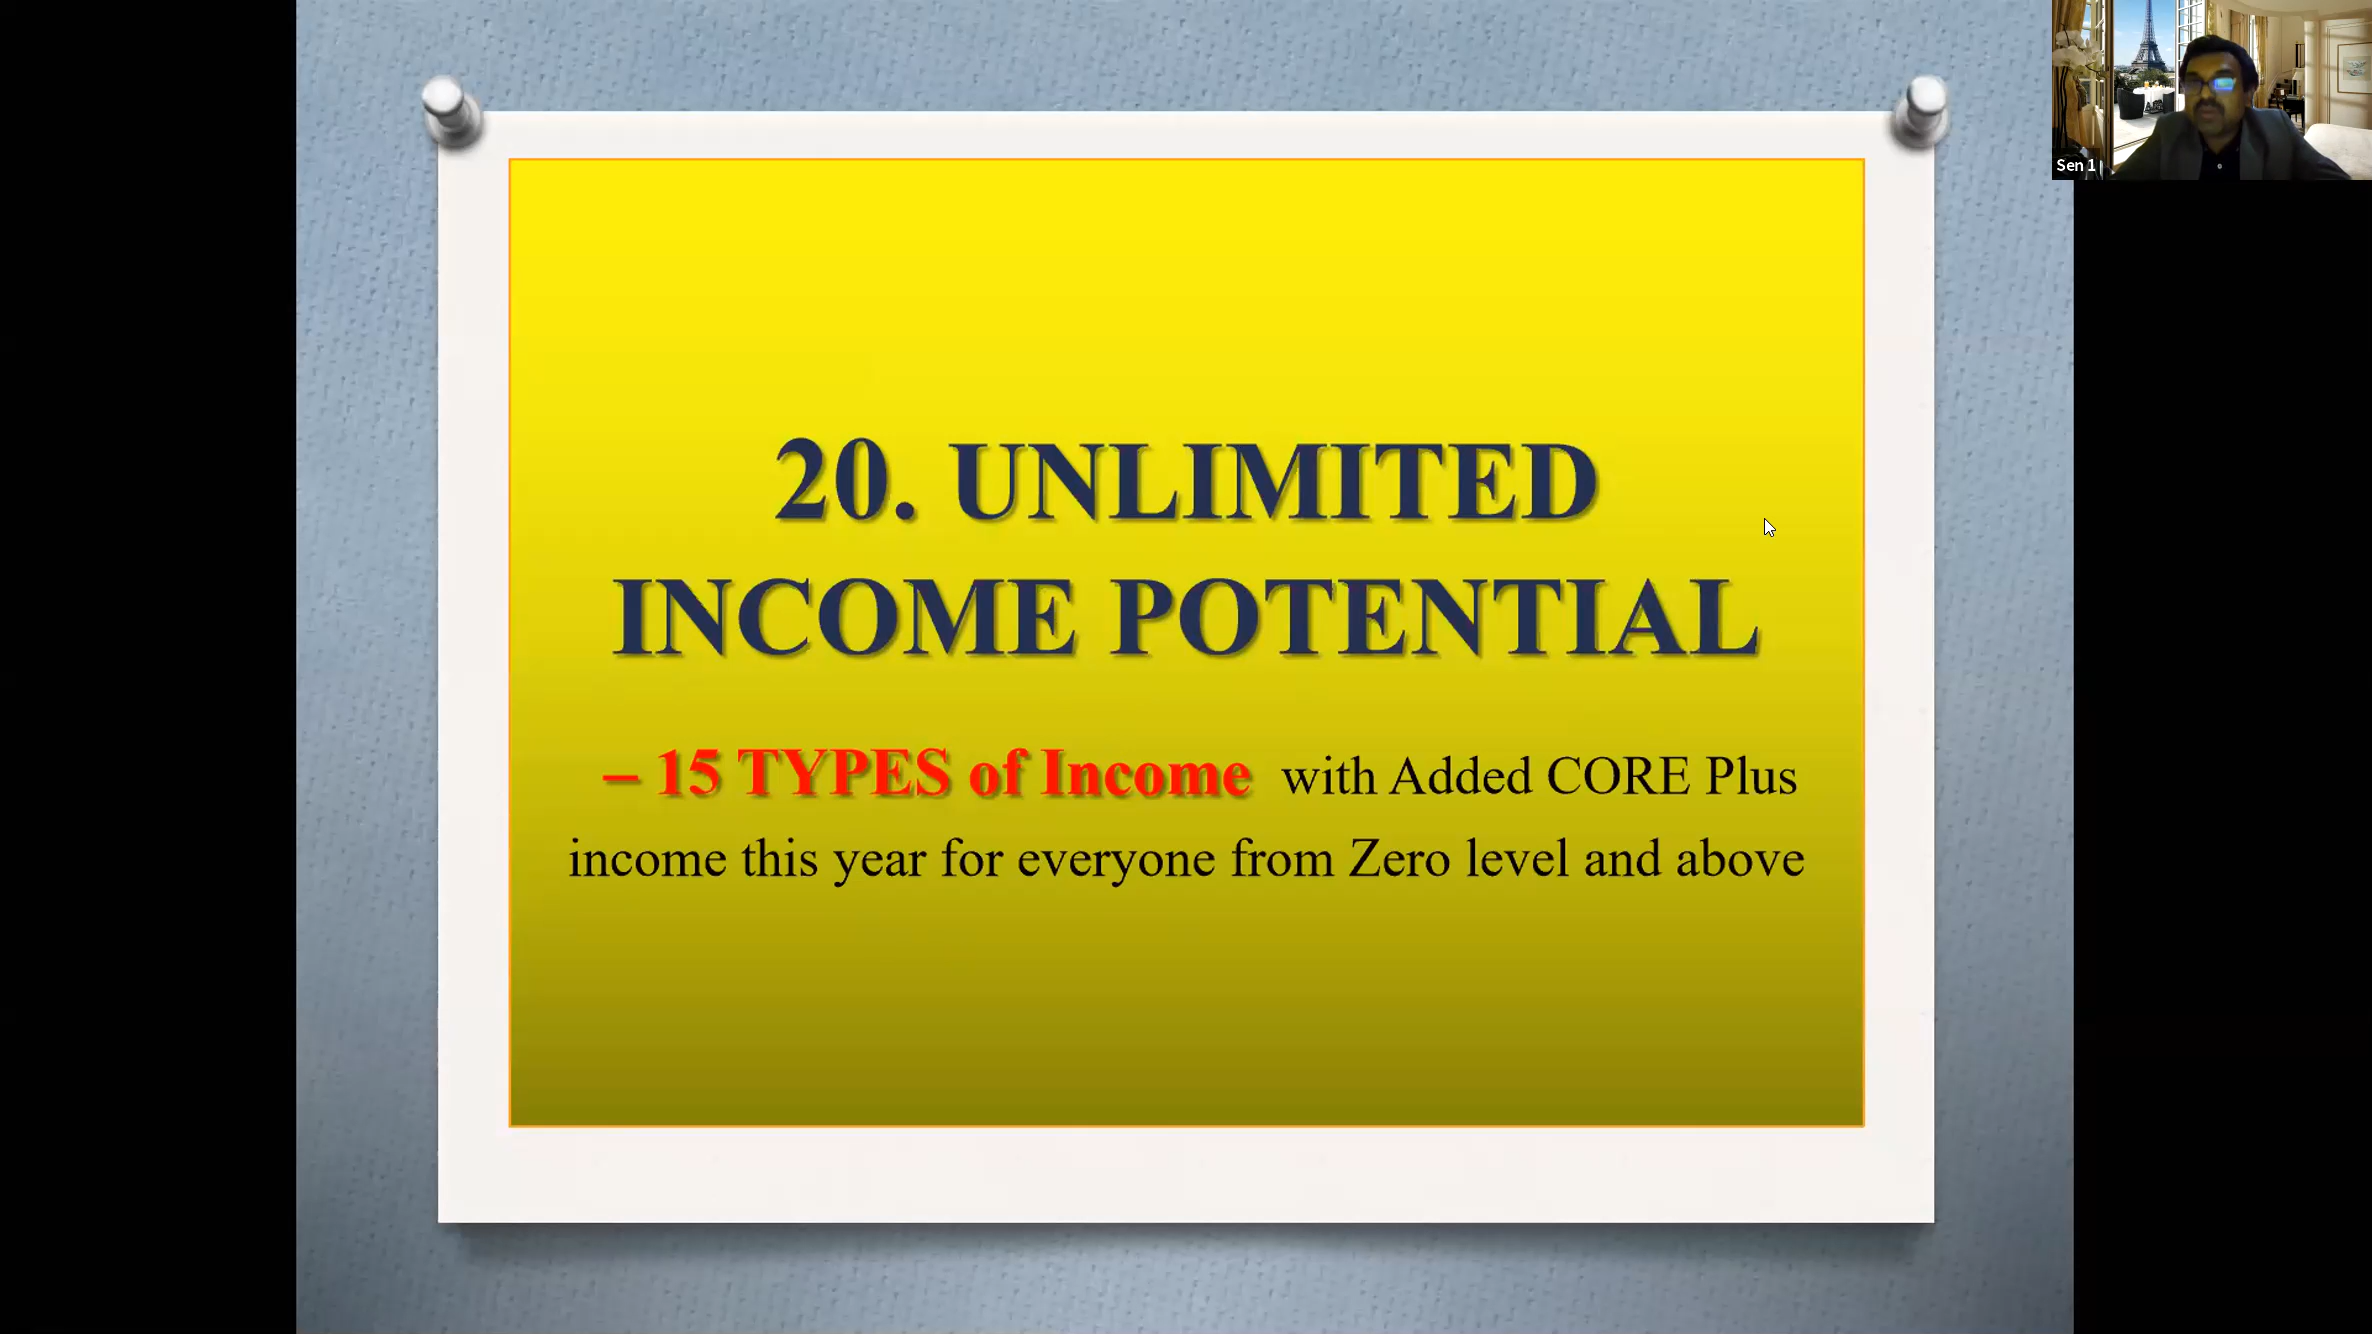 20. UNLIMITED
INCOME POTENTIAL
– 15 TYPES of Income with Added CORE Plus
income this year for everyone from Zero level and above
Sen 1